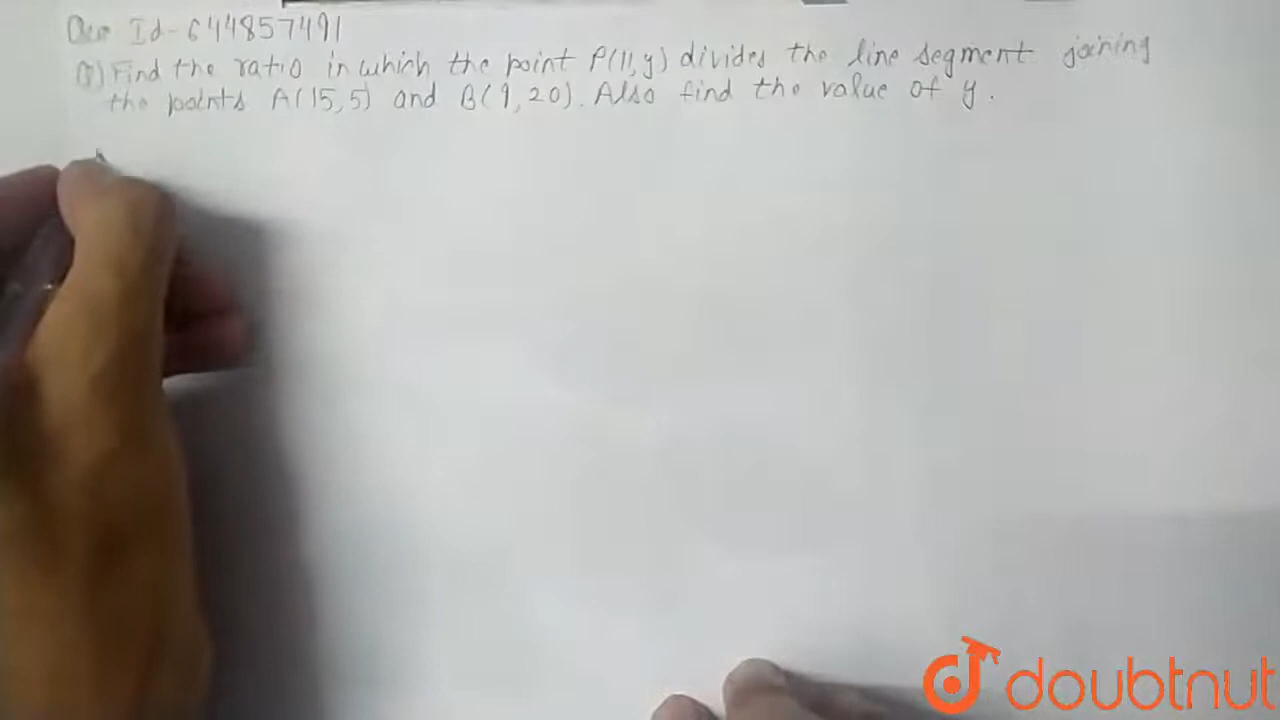 Que Id-644857491
Q) Find the ratio in which the point P(11,y) divides the line segment joining
the points A(15,5) and B(9,20). Also find the value of y.
doubtnut